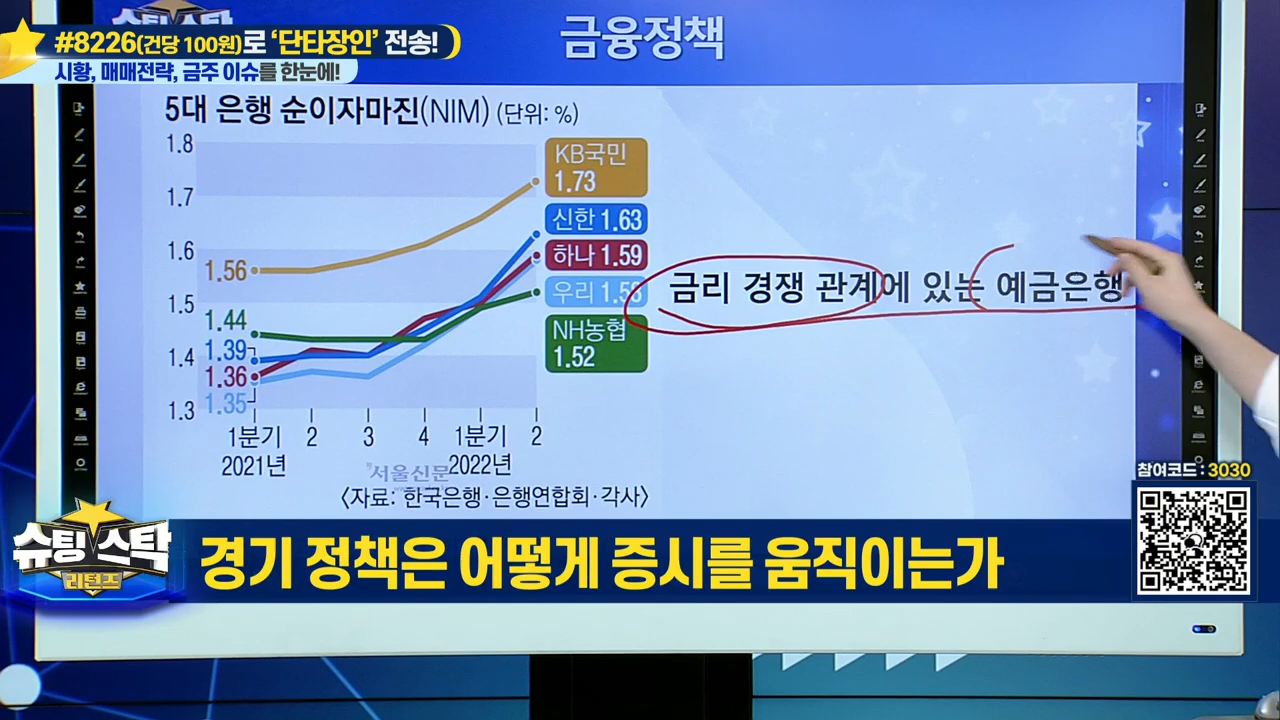 #8226(건당 100원)로 ‘단타장인’ 전송!
시황, 매매전략, 금주 이슈를 한눈에!
금융정책
5대 은행 순이자마진(NIM) (단위: %)
1.8
1.7
1.6
1.5
1.4
1.3
1.56
1.44
1.39
1.36
1.35
KB국민
1.73
신한 1.63
하나 1.59
우리
NH농협
1.52
1분기 2 3 4 1분기 2
2021년 2022년
서울신문
〈자료: 한국은행·은행연합회·각사〉
금리 경쟁 관계에 있는 예금은행
참여코드 : 3030
슈팅스탁
리턴즈
경기 정책은 어떻게 증시를 움직이는가